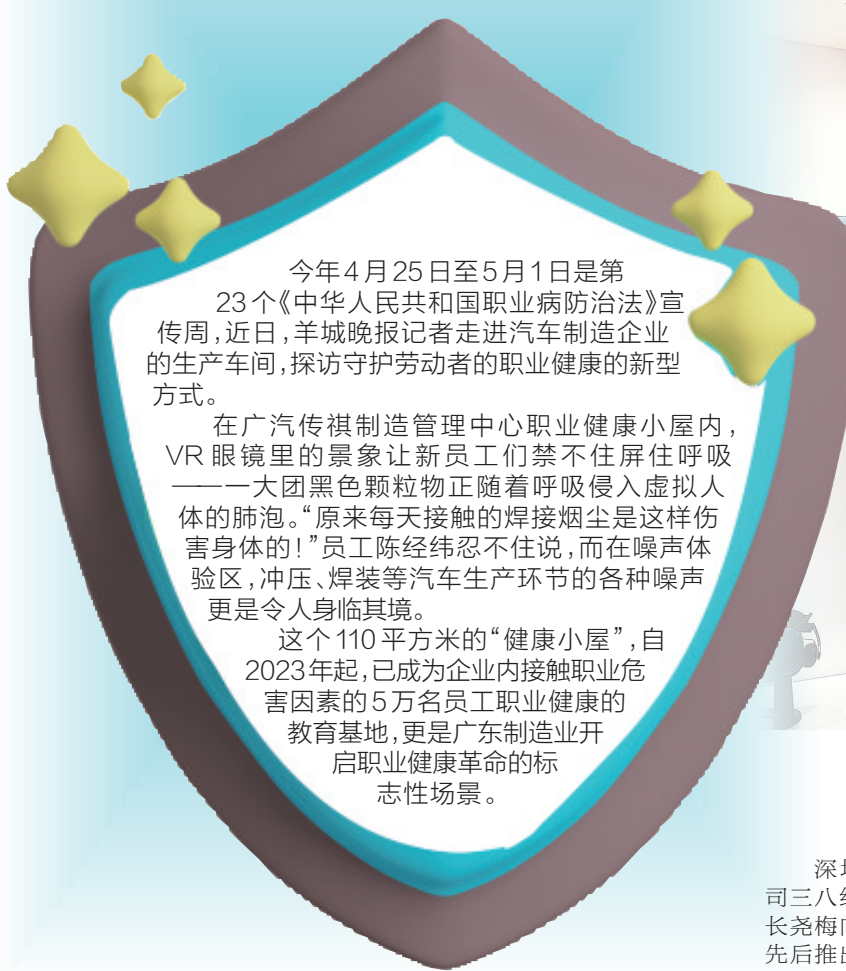 今年4月25日至5月1日是第
23个《中华人民共和国职业病防治法》宣
传周,近日,羊城晚报记者走进汽车制造企业
的生产车间,探访守护劳动者的职业健康的新型
方式。
在广汽传祺制造管理中心职业健康小屋内,
VR眼镜里的景象让新员工们禁不住屏住呼吸
——一大团黑色颗粒物正随着呼吸侵入虚拟人
体的肺泡。“原来每天接触的焊接烟尘是这样伤
害身体的!”员工陈经纬忍不住说,而在噪声体
验区,冲压、焊装等汽车生产环节的各种噪声
更是令人身临其境。
这个110平方米的“健康小屋”,自
2023年起,已成为企业内接触职业危
害因素的5万名员工职业健康的
教育基地,更是广东制造业开
启职业健康革命的标
志性场景。
深
司三八
长尧梅
先后推